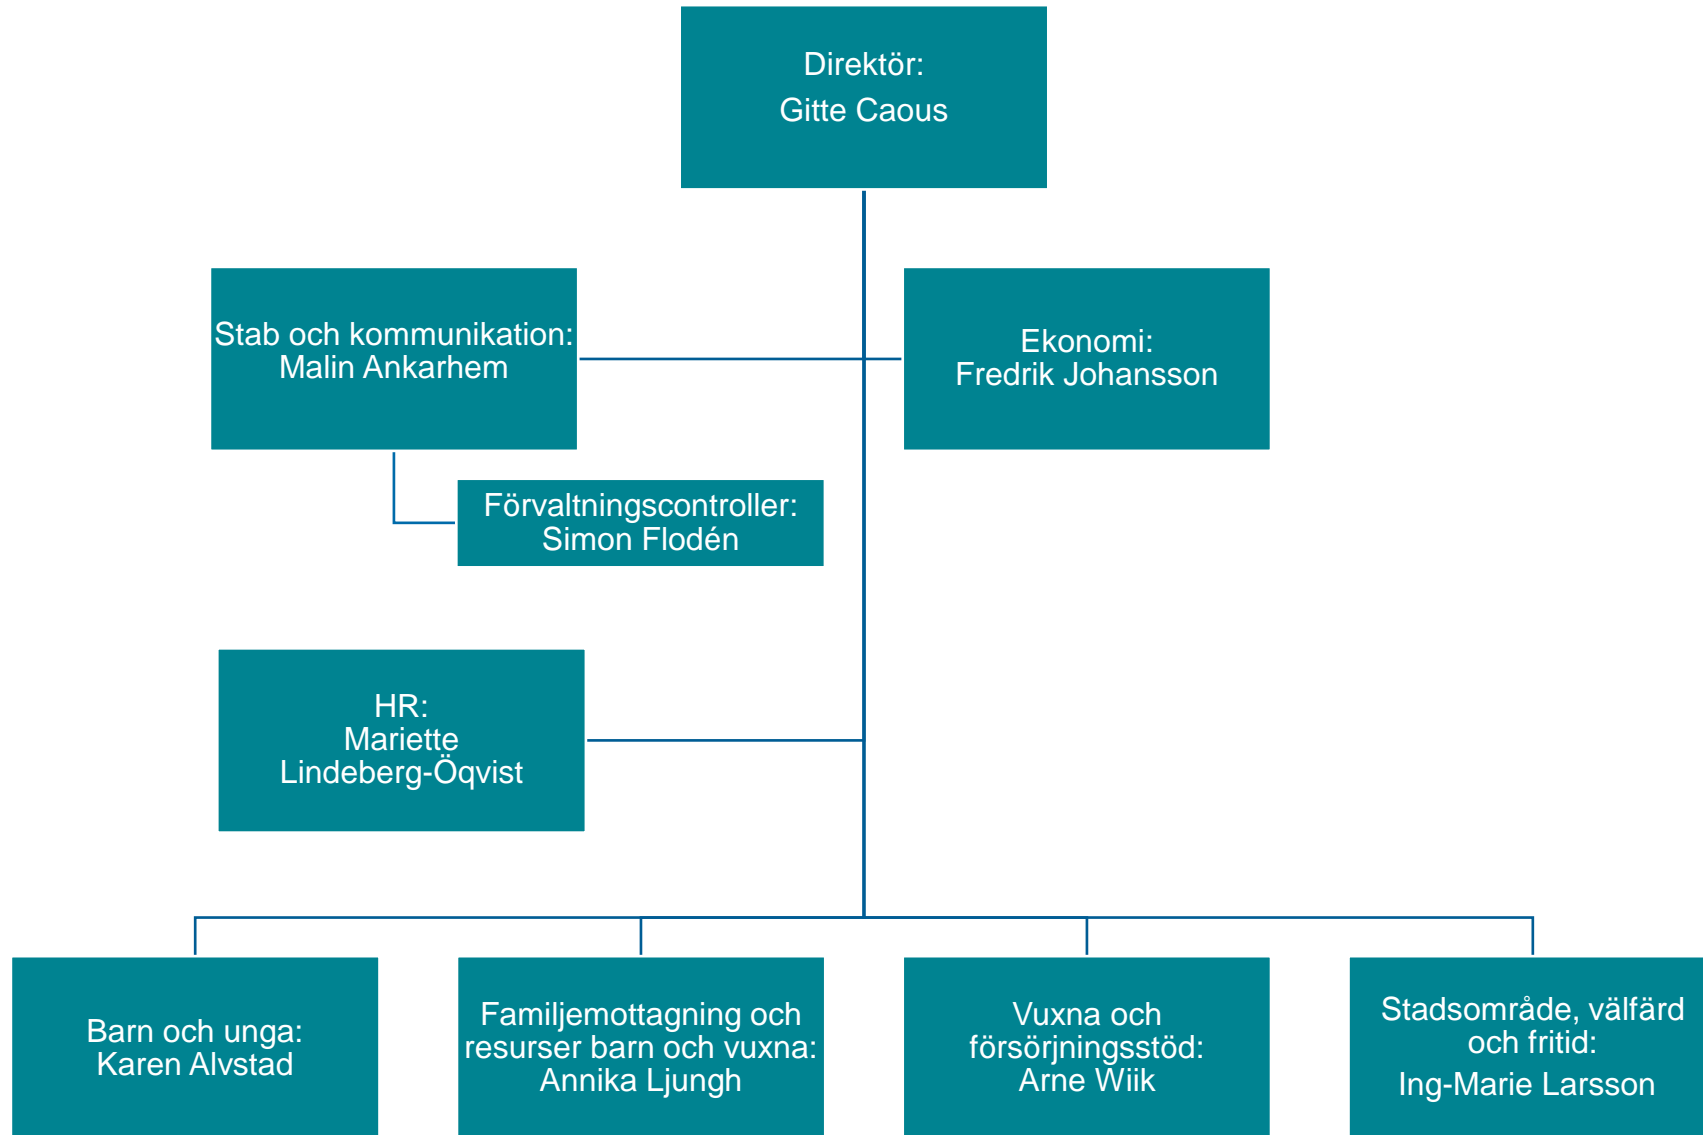 Direktör:
Gitte Caous
Stab och kommunikation:
Malin Ankarhem
Ekonomi:
Fredrik Johansson
Förvaltningscontroller:
Simon Flodén
HR:
Mariette
Lindeberg-Öqvist
Barn och unga:
Karen Alvstad
Familjemottagning och
resurser barn och vuxna:
Annika Ljungh
Vuxna och
försörjningsstöd:
Arne Wiik
Stadsområde, välfärd
och fritid:
Ing-Marie Larsson